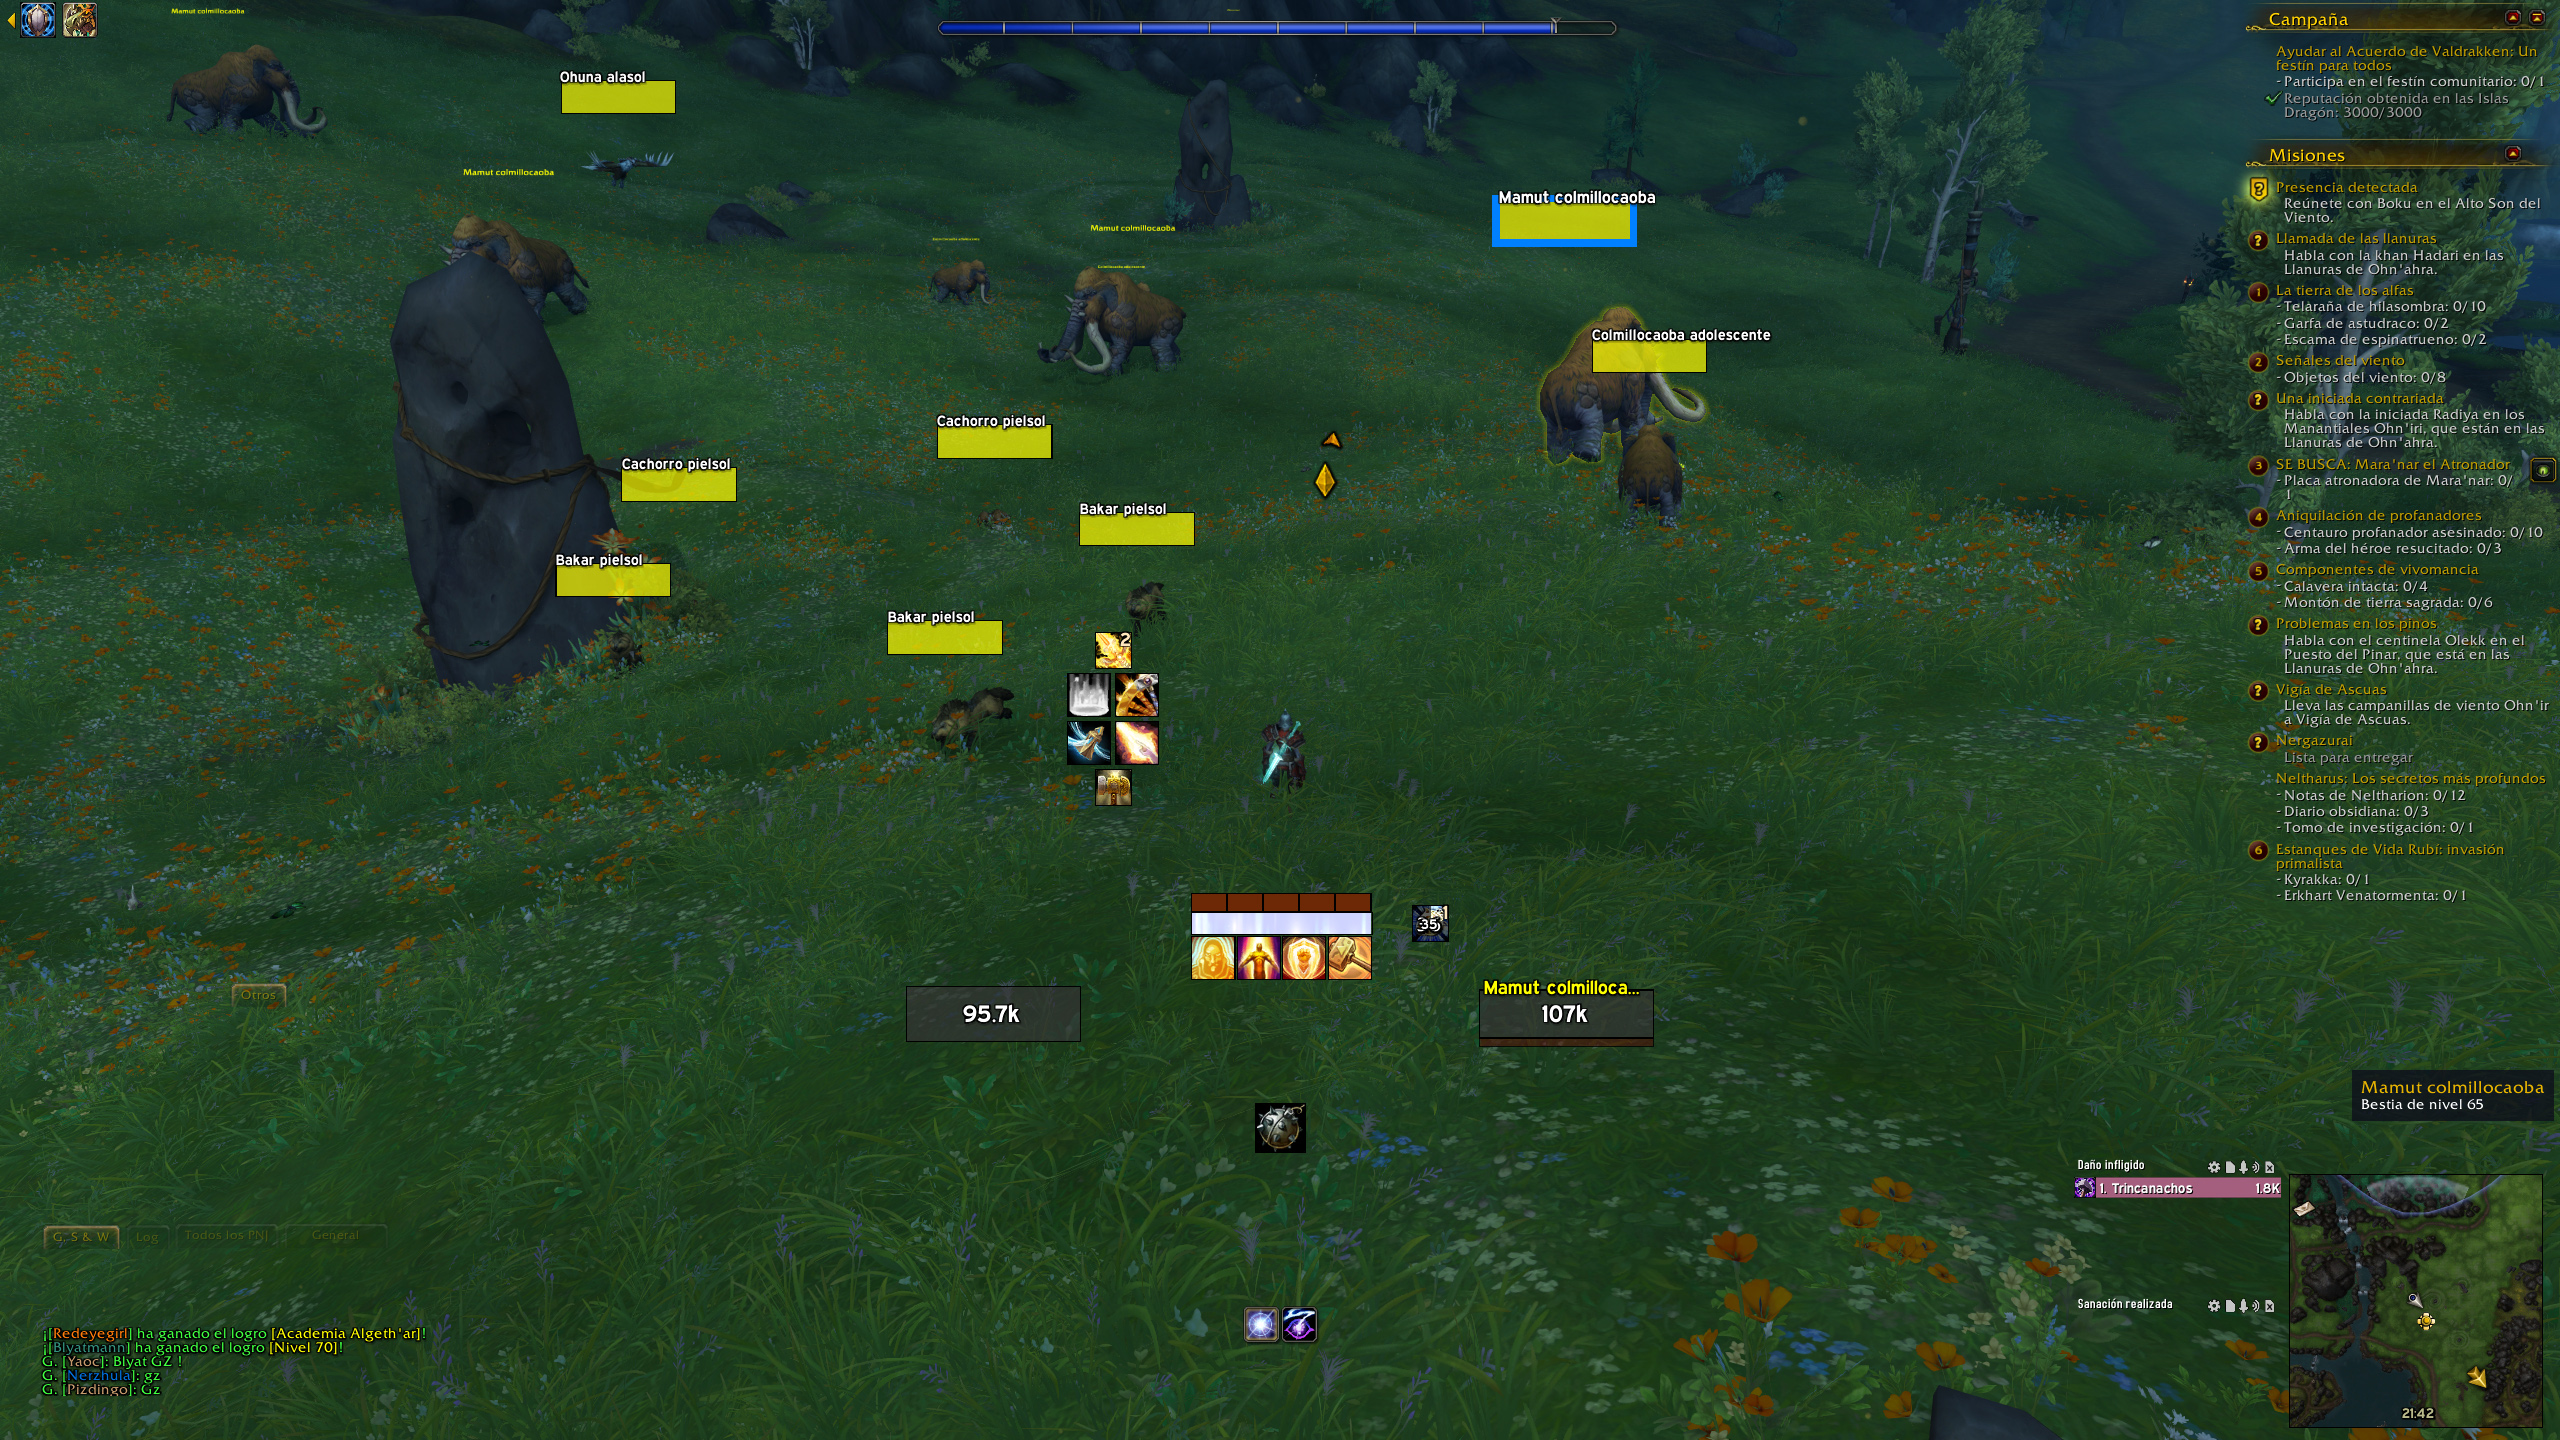 Mamut colmillocaoba
Ohuna alasol
Mamut colmillocaoba
Mamut colmillocaoba
Mamut colmillocaoba
Colmillocaoba adolescente
Cachorro pielsol
Cachorro pielsol
Bakar pielsol
Bakar pielsol
Bakar pielsol
2
Campaña
Ayudar al Acuerdo de Valdrakken: Un
festín para todos
- Participa en el festín comunitario: 0/1
Reputación obtenida en las Islas
Dragón: 3000/3000
Misiones
Presencia detectada
Reúnete con Boku en el Alto Son del
Viento.
Llamada de las llanuras
Habla con la khan Hadari en las
Llanuras de Ohn'ahra.
1 La tierra de los alfas
- Telaraña de hilasombra: 0/10
- Garfa de astudraco: 0/2
- Escama de espinatrueno: 0/2
2 Señales del viento
- Objetos del viento: 0/8
Una iniciada contrariada
Habla con la iniciada Radiya en los
Manantiales Ohn'iri, que están en las
Llanuras de Ohn'ahra.
3 SE BUSCA: Mara'nar el Atronador
- Placa atronadora de Mara'nar: 0/
1
4 Aniquilación de profanadores
- Centauro profanador asesinado: 0/10
- Arma del héroe resucitado: 0/3
5 Componentes de vivomancia
- Calavera intacta: 0/4
- Montón de tierra sagrada: 0/6
Problemas en los pinos
Habla con el centinela Olekk en el
Puesto del Pinar, que está en las
Llanuras de Ohn'ahra.
Vigía de Ascuas
Lleva las campanillas de viento Ohn'ir
a Vigía de Ascuas.
Nergazurai
Lista para entregar
Neltharus: Los secretos más profundos
- Notas de Neltharion: 0/12
- Diario obsidiana: 0/3
- Tomo de investigación: 0/1
6 Estanques de Vida Rubí: invasión
primalista
- Kyrakka: 0/1
- Erkhart Venatormenta: 0/1
35
1
Otros
95.7k
Mamut colmilloca...
107k
Mamut colmillocaoba
Bestia de nivel 65
Daño infligido
1. Trincanachos 1.8K
Sanación realizada
21:42
G, S & W
Log
Todos los PNJ
General
¡[Redeyegirl] ha ganado el logro [Academia Algeth'ar]!
¡[Blyatmann] ha ganado el logro [Nivel 70]!
G. [Yaoc]: Blyat GZ !
G. [Nerzhula]: gz
G. [Pizdingo]: Gz